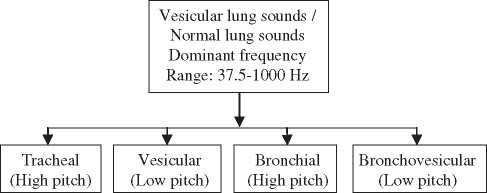 Vesicular lung sounds /
Normal lung sounds
Dominant frequency
Range: 37.5-1000 Hz
Tracheal
(High pitch)
Vesicular
(Low pitch)
Bronchial
(High pitch)
Bronchovesicular
(Low pitch)